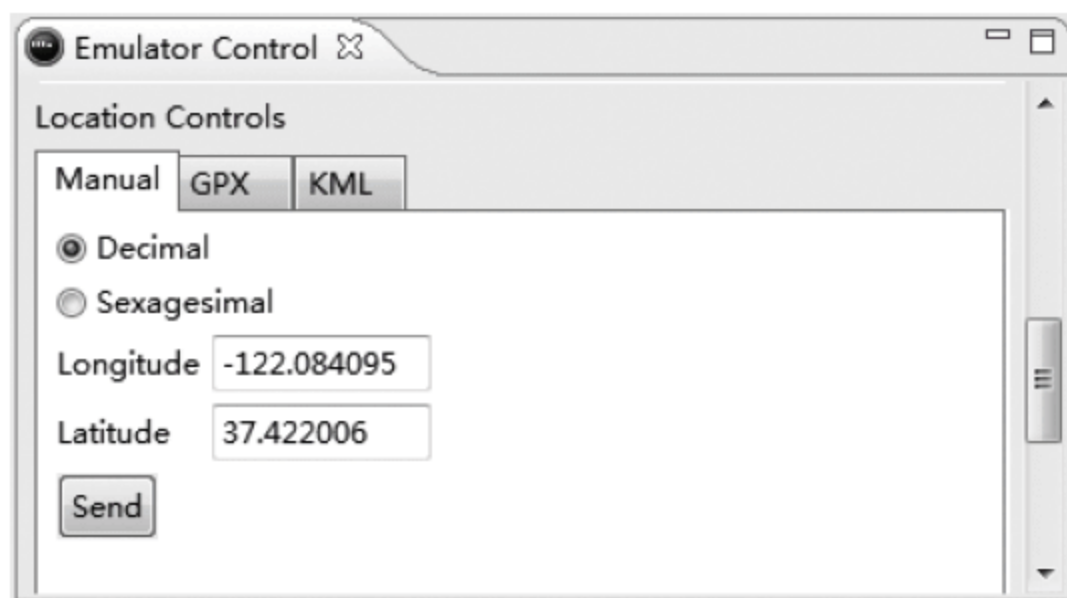 Emulator Control
Location Controls
Manual GPX KML
Decimal
Sexagesimal
Longitude -122.084095
Latitude 37.422006
Send